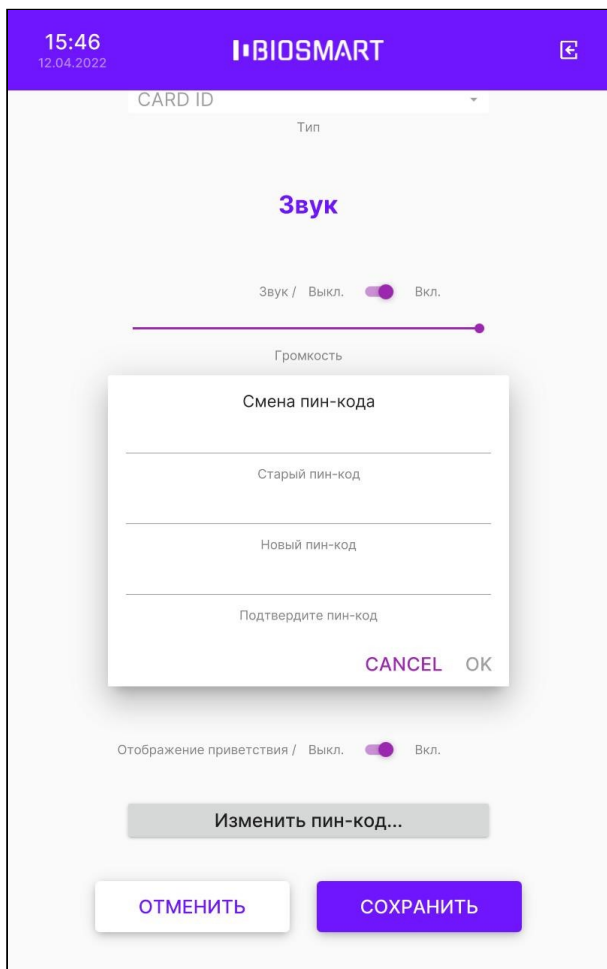 15:46
BIOSMART
12.04.2022
CARD ID
Тип
Звук
Звук / Выкл. Вкл.
Громкость
Смена пин-кода
Старый пин-код
Новый пин-код
Подтвердите пин-код
CANCEL OK
Отображение приветствия / Выкл. Вкл.
Изменить пин-код...
ОТМЕНИТЬ СОХРАНИТЬ